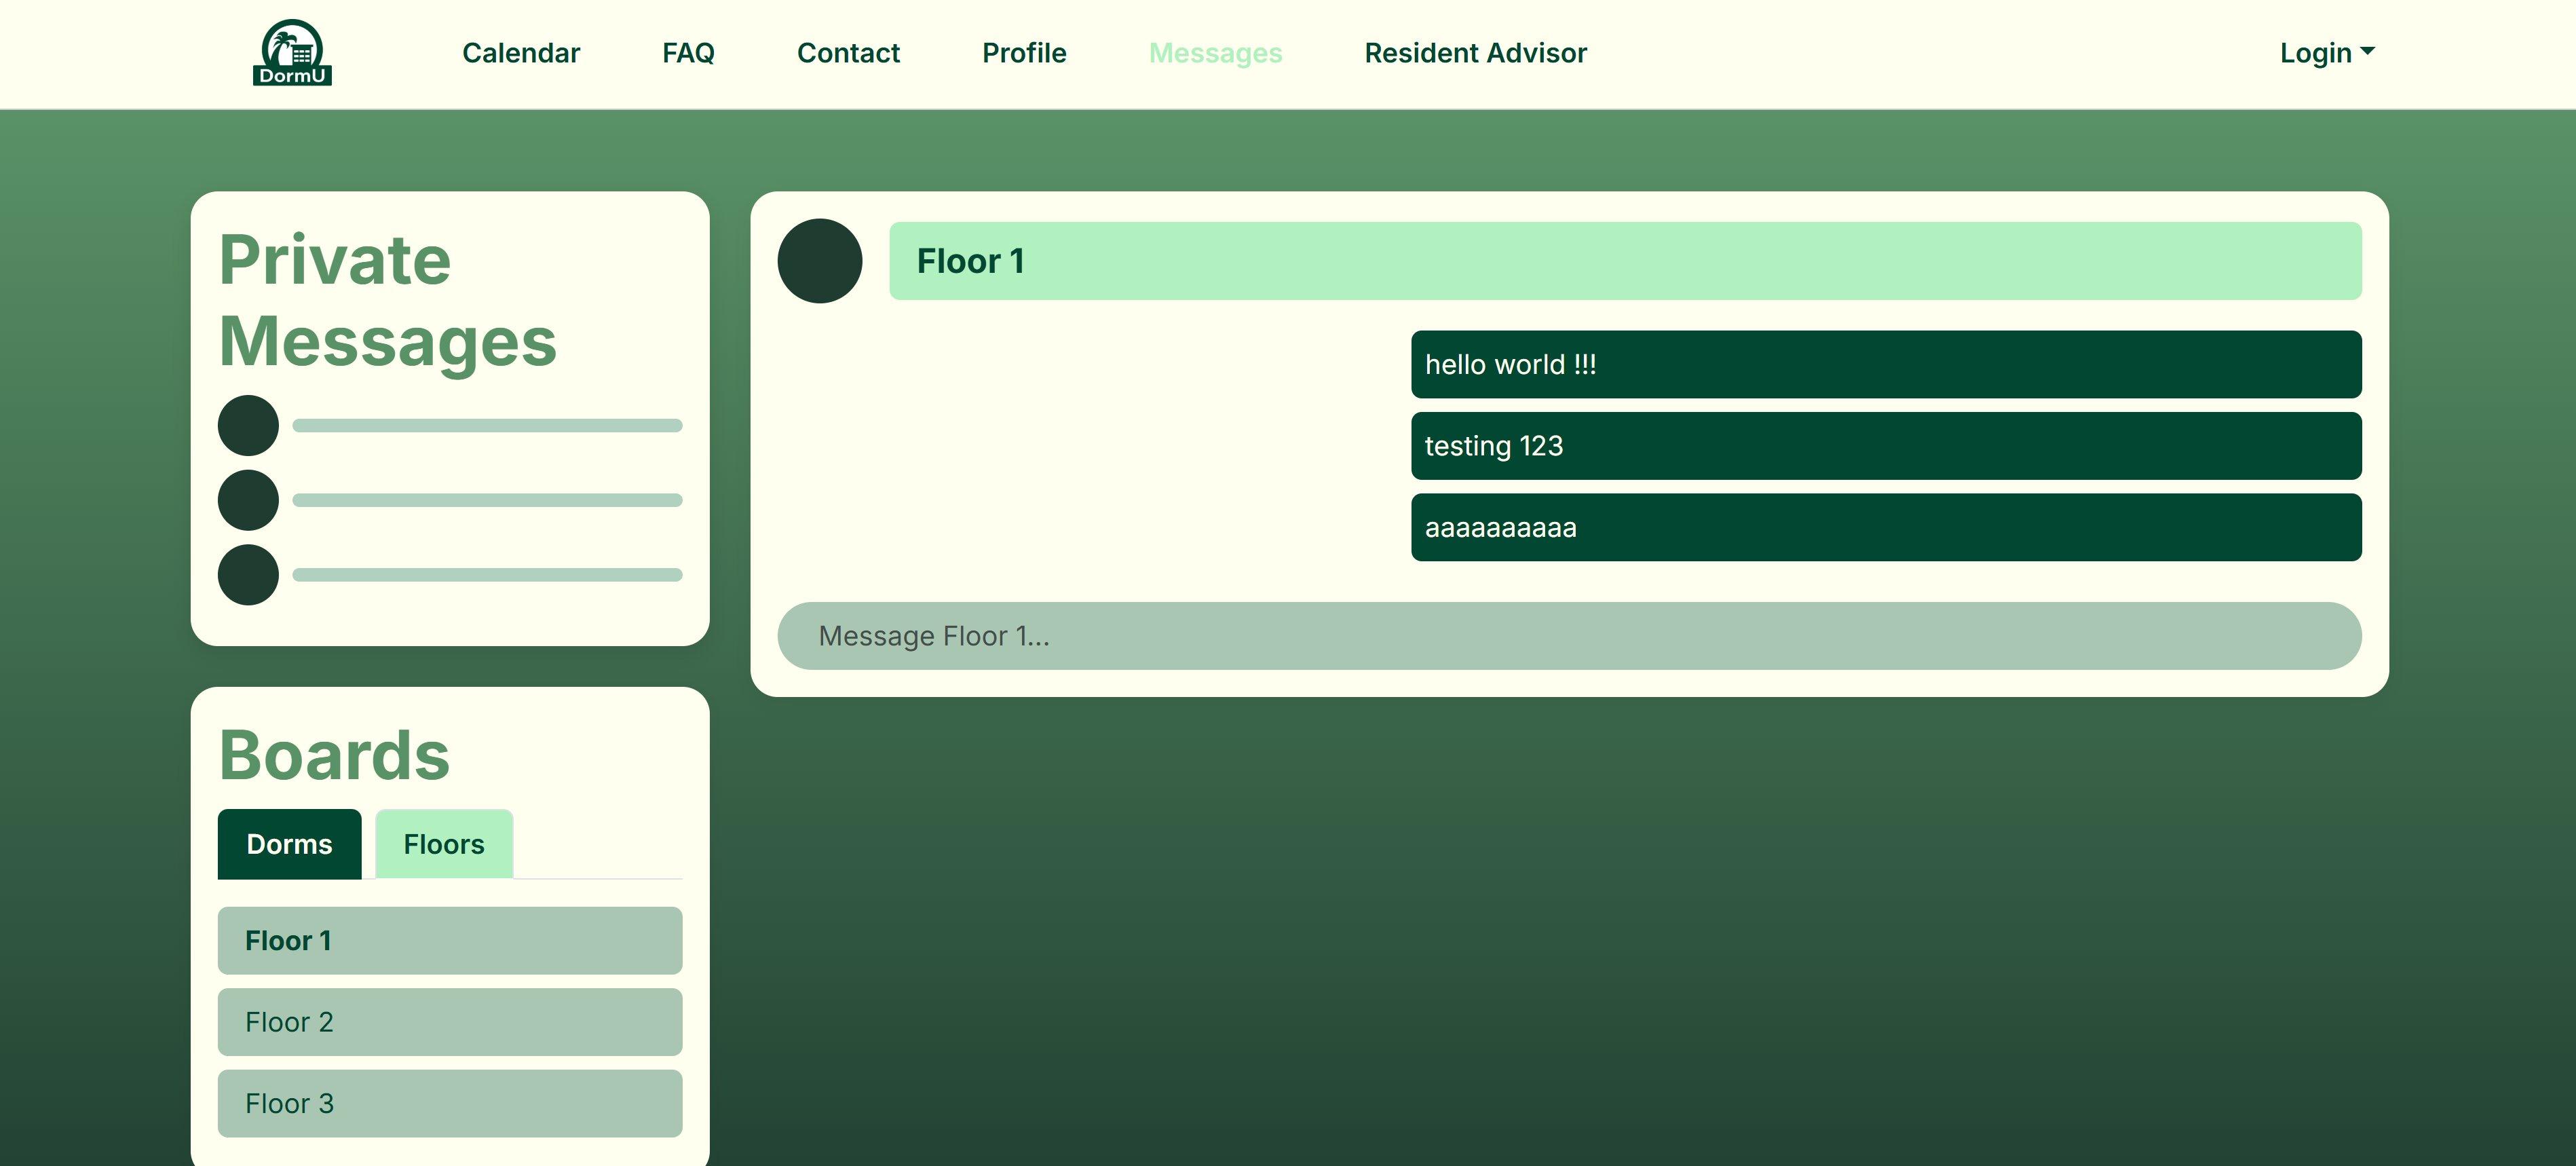 DormU
Calendar
FAQ
Contact
Profile
Messages
Resident Advisor
Login
Private
Messages
Boards
Dorms
Floors
Floor 1
Floor 2
Floor 3
Floor 1
hello world !!!
testing 123
aaaaaaaaaa
Message Floor 1...